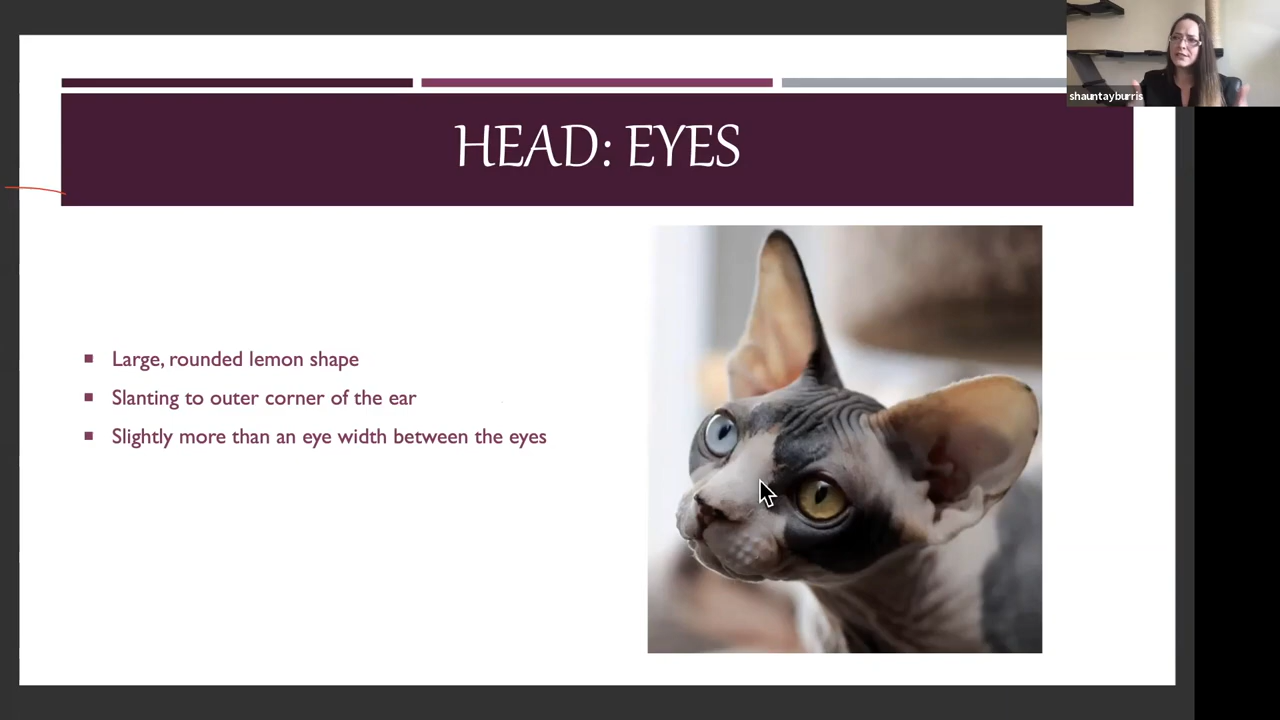 shauntayburris
HEAD: EYES
Large, rounded lemon shape
Slanting to outer corner of the ear
Slightly more than an eye width between the eyes